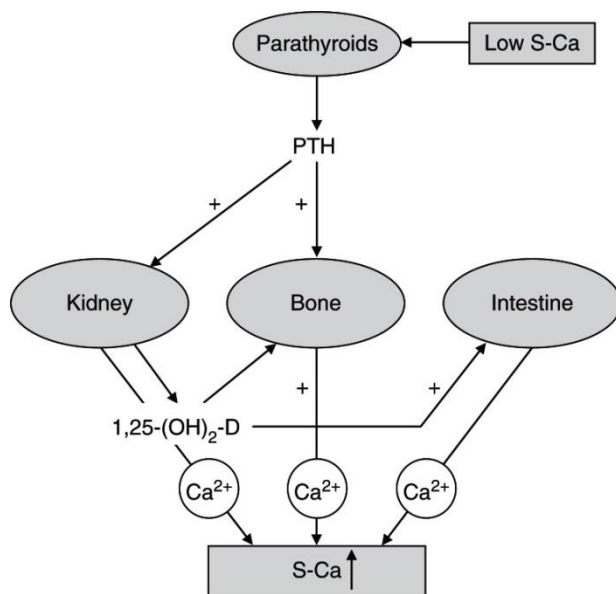 Parathyroids
Low S-Ca
PTH
+
+
Kidney
Bone
Intestine
+
+
1,25-(OH)₂-D
Ca²⁺
Ca²⁺
Ca²⁺
S-Ca